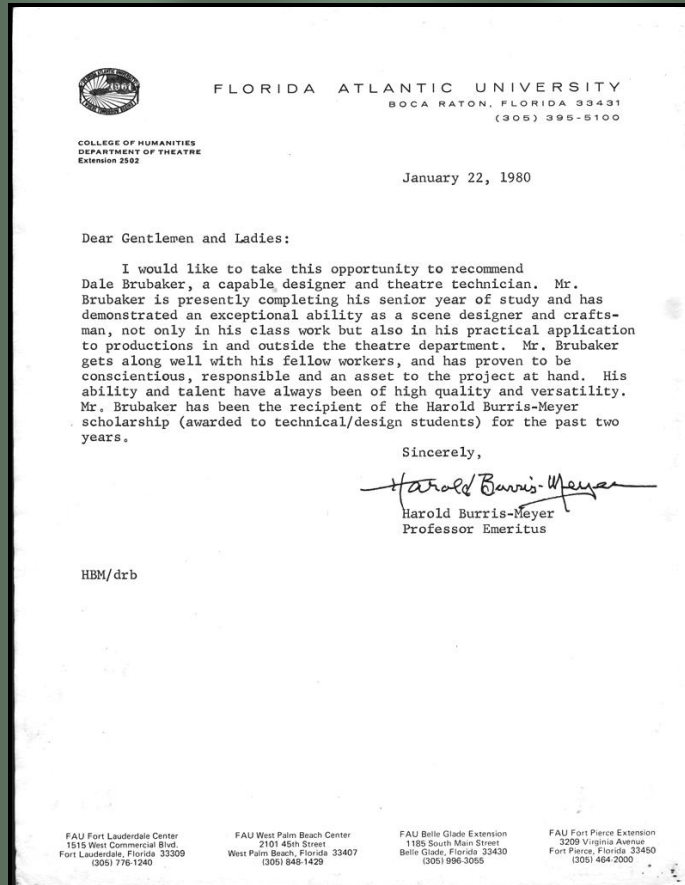 1961
FLORIDA ATLANTIC UNIVERSITY
BOCA RATON, FLORIDA 33431
(305) 395-5100
COLLEGE OF HUMANITIES
DEPARTMENT OF THEATRE
Extension 2502
January 22, 1980
Dear Gentlemen and Ladies:
I would like to take this opportunity to recommend
Dale Brubaker, a capable designer and theatre technician. Mr.
Brubaker is presently completing his senior year of study and has
demonstrated an exceptional ability as a scene designer and crafts-
man, not only in his class work but also in his practical application
to productions in and outside the theatre department. Mr. Brubaker
gets along well with his fellow workers, and has proven to be
conscientious, responsible and an asset to the project at hand. His
ability and talent have always been of high quality and versatility.
Mr. Brubaker has been the recipient of the Harold Burris-Meyer
scholarship (awarded to technical/design students) for the past two
years.
Sincerely,
Harold Burris-Meyer
Harold Burris-Meyer
Professor Emeritus
HBM/drb
FAU Fort Lauderdale Center
1515 West Commercial Blvd.
Fort Lauderdale, Florida 33309
(305) 776-1240
FAU West Palm Beach Center
2101 45th Street
West Palm Beach, Florida 33407
(305) 848-1429
FAU Belle Glade Extension
1185 South Main Street
Belle Glade, Florida 33430
(305) 996-3055
FAU Fort Pierce Extension
3209 Virginia Avenue
Fort Pierce, Florida 33450
(305) 464-2000